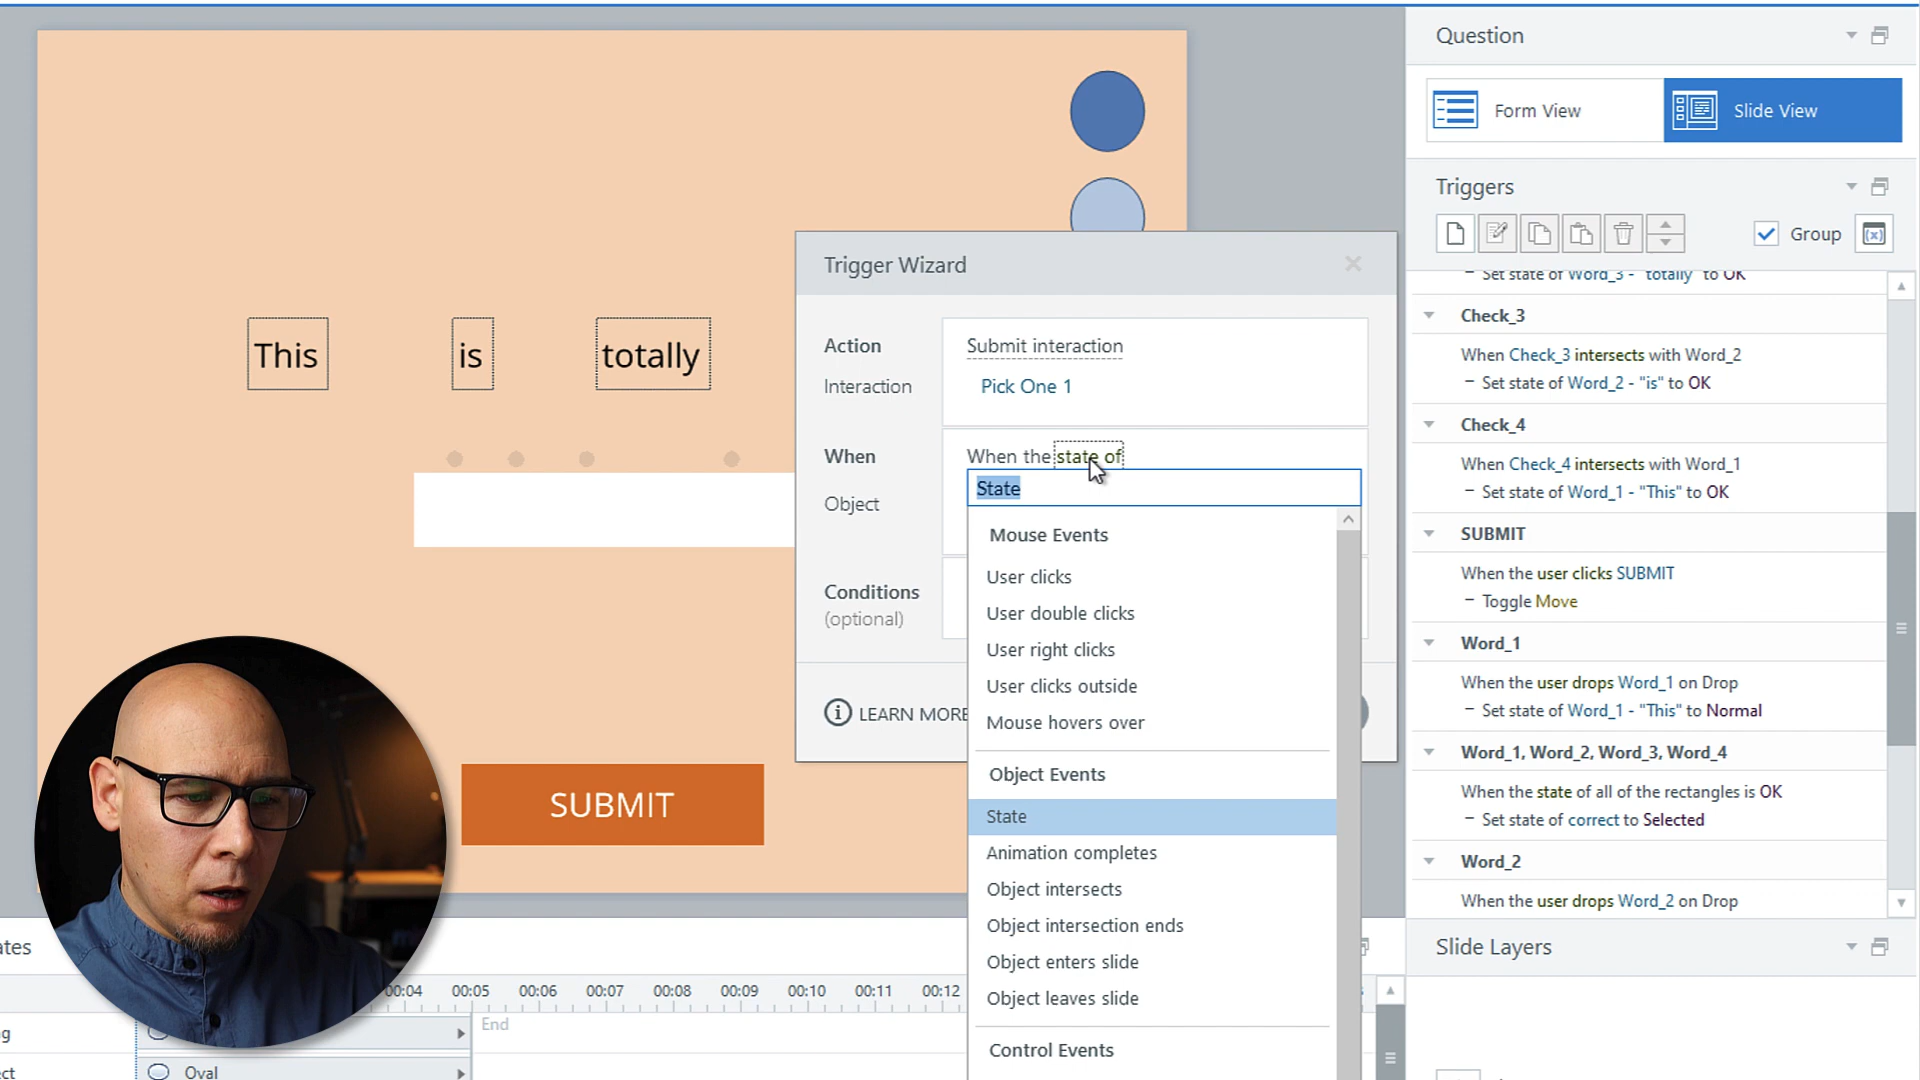 Question
Form View
Slide View
Triggers
Group
Set state of Word_3 - "totally" to OK
Check_3
When Check_3 intersects with Word_2
- Set state of Word_2 - "is" to OK
Check_4
When Check_4 intersects with Word_1
- Set state of Word_1 - "This" to OK
SUBMIT
When the user clicks SUBMIT
- Toggle Move
Word_1
When the user drops Word_1 on Drop
- Set state of Word_1 - "This" to Normal
Word_1, Word_2, Word_3, Word_4
When the state of all of the rectangles is OK
- Set state of correct to Selected
Word_2
When the user drops Word_2 on Drop
Slide Layers
Trigger Wizard
Action
Submit interaction
Interaction
Pick One 1
When
When the state of
Object
State
Conditions
(optional)
LEARN MORE
Mouse Events
User clicks
User double clicks
User right clicks
User clicks outside
Mouse hovers over
Object Events
State
Animation completes
Object intersects
Object intersection ends
Object enters slide
Object leaves slide
Control Events
This
is
totally
SUBMIT
00:04 00:05 00:06 00:07 00:08 00:09 00:10 00:11 00:12
End
Oval